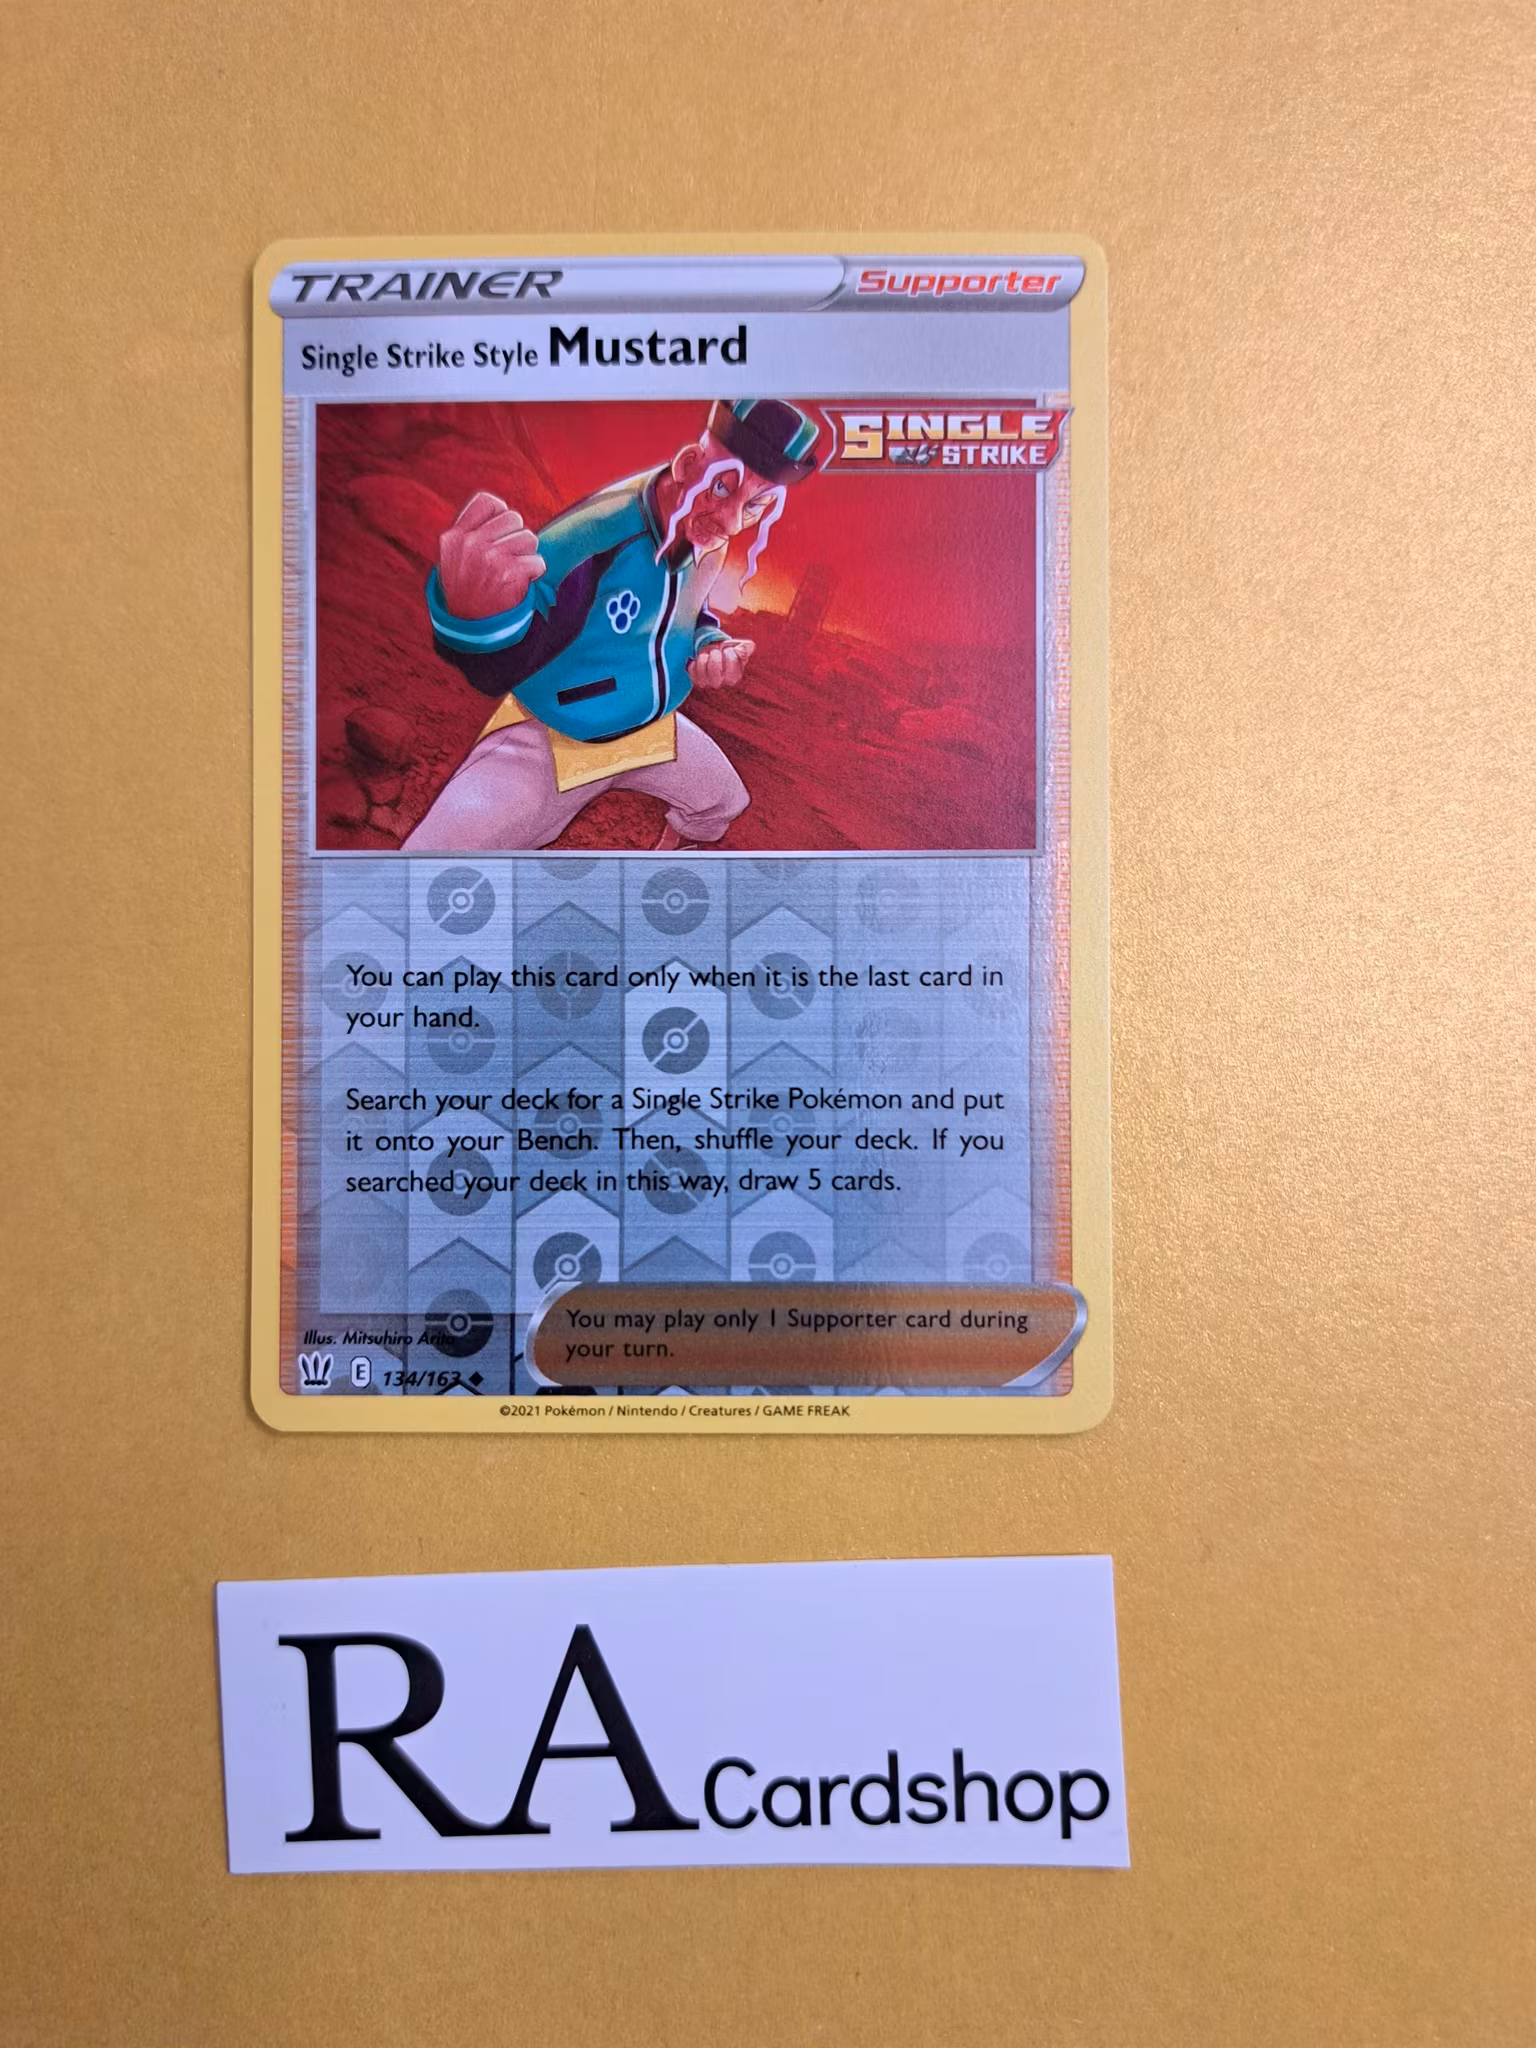 TRAINER Supporter
Single Strike Style Mustard
SINGLE
STRIKE
You can play this card only when it is the last card in
your hand.
Search your deck for a Single Strike Pokémon and put
it onto your Bench. Then, shuffle your deck. If you
searched your deck in this way, draw 5 cards.
You may play only 1 Supporter card during
your turn.
Illus. Mitsuhiro Arita
E 134/163
©2021 Pokémon / Nintendo / Creatures / GAME FREAK
RA Cardshop